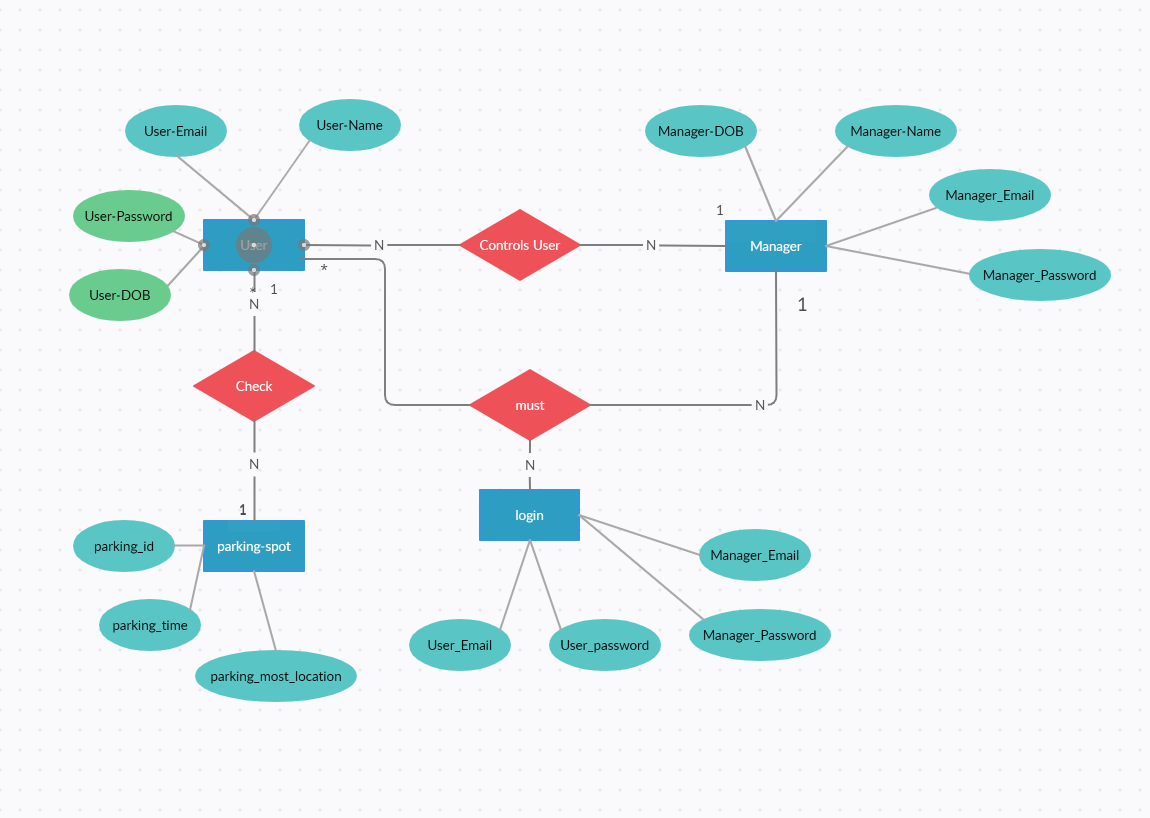 User-Email
User-Name
Manager-DOB
Manager-Name
User-Password
Manager_Email
1
User
N
Controls User
N
Manager
*
Manager_Password
User-DOB
*
1
N
1
Check
must
N
N
N
1
parking-spot
login
parking_id
Manager_Email
parking_time
User_Email
User_password
Manager_Password
parking_most_location